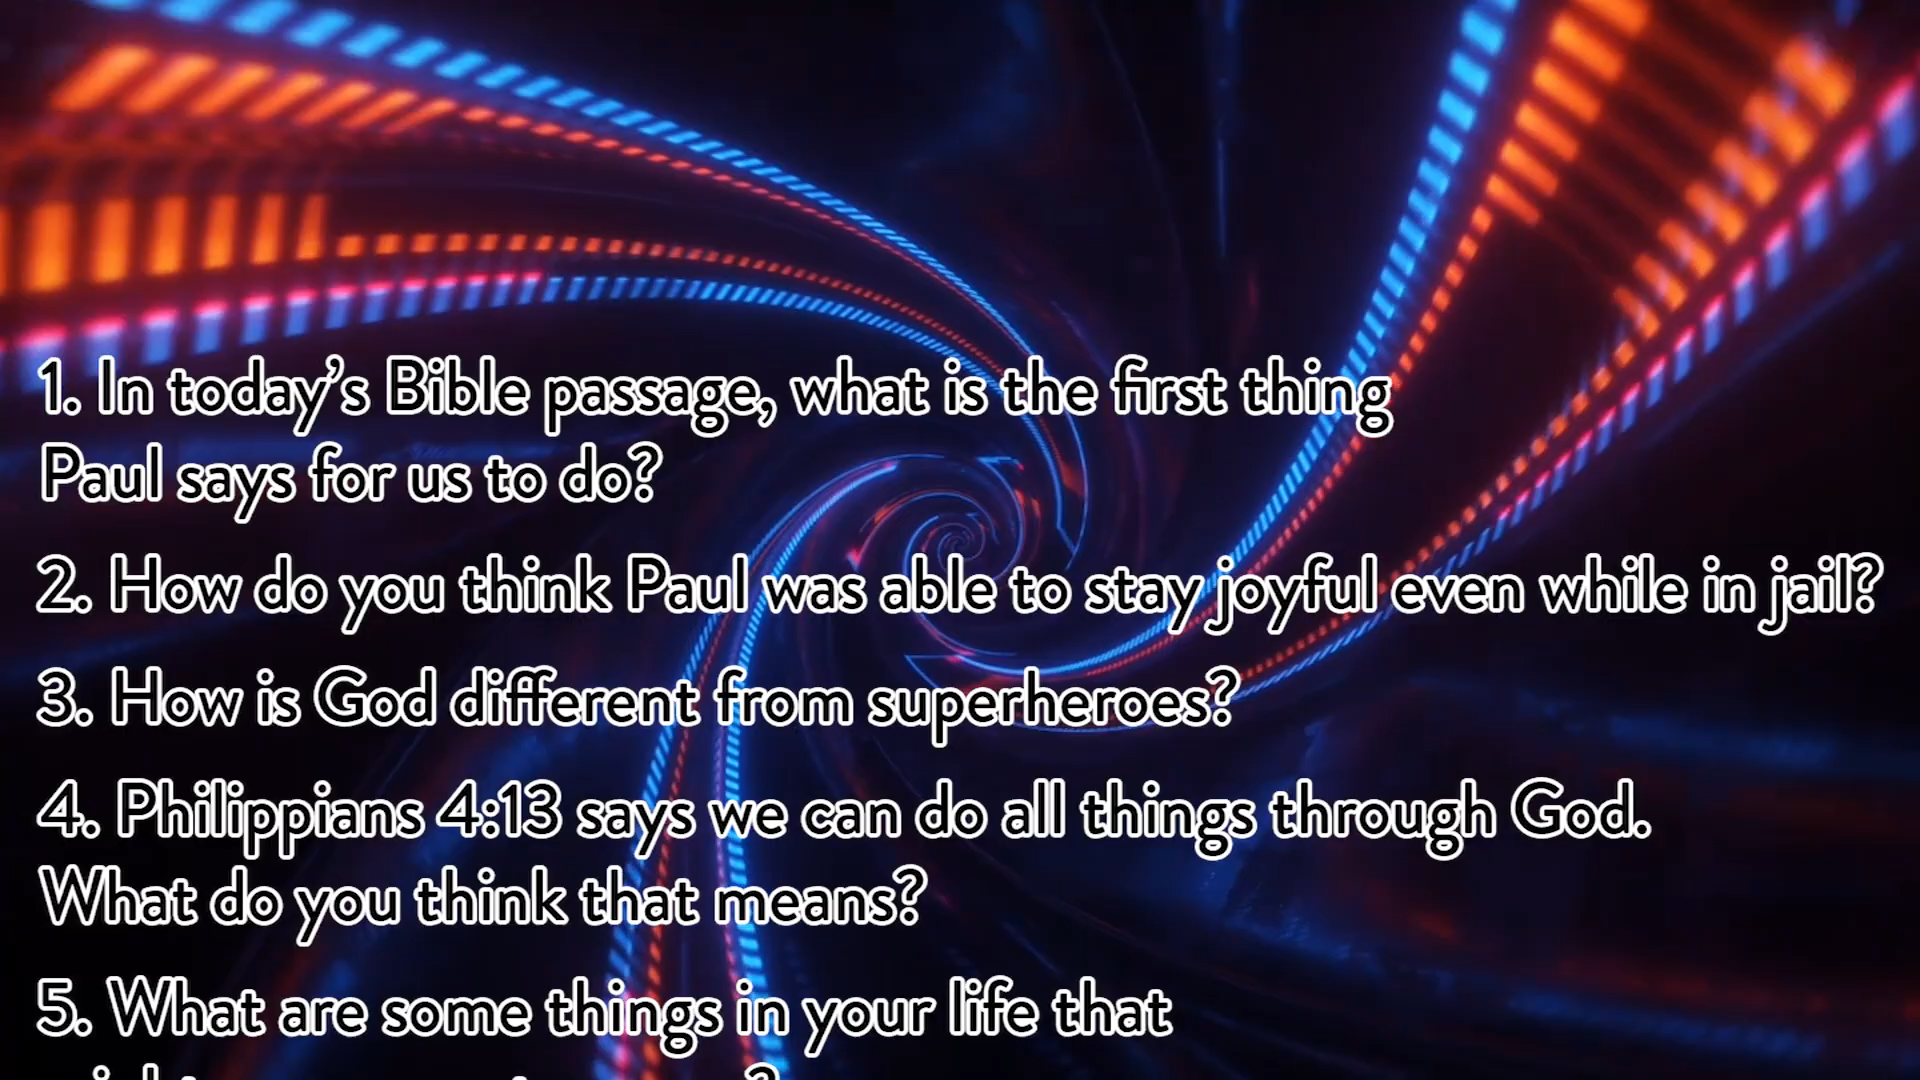 1. In today’s Bible passage, what is the first thing
Paul says for us to do?
2. How do you think Paul was able to stay joyful even while in jail?
3. How is God different from superheroes?
4. Philippians 4:13 says we can do all things through God.
What do you think that means?
5. What are some things in your life that